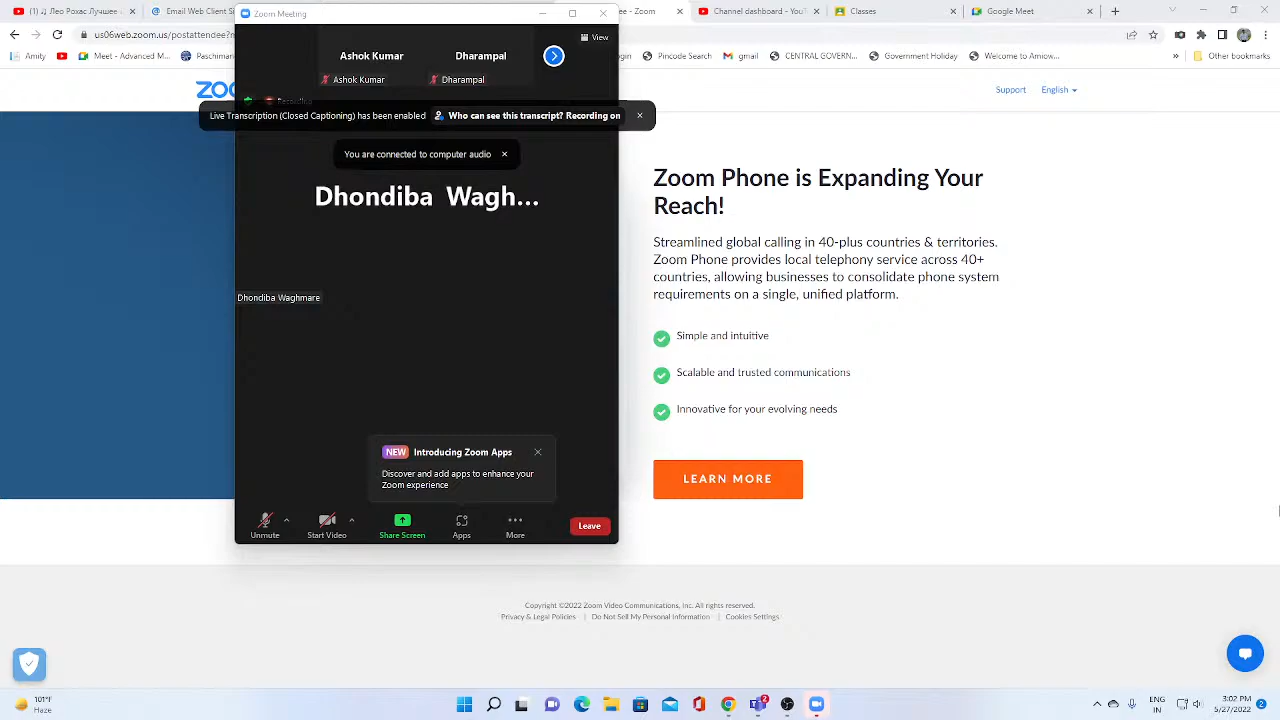 (1) ♫ Лео Рохас Лучшее
Email Web Client Si
Zoom Meeting
ee - Zoom
Channel dashboard - YouT
Classes
Google Meet
us06web.zoom.us/postattendee?m
Amity
Meet - Advanced M...
Paschman
gin
Pincode Search
gmail
CENTRAL GOVERN...
Government Holiday
Welcome to Amiow...
»
Other bookmarks
View
Ashok Kumar
Dharampal
Ashok Kumar
Dharampal
ZOO
Support
English
Recording
Live Transcription (Closed Captioning) has been enabled
Who can see this transcript? Recording on
You are connected to computer audio
Dhondiba Wagh...
Dhondiba Waghmare
Zoom Phone is Expanding Your
Reach!
Streamlined global calling in 40-plus countries & territories.
Zoom Phone provides local telephony service across 40+
countries, allowing businesses to consolidate phone system
requirements on a single, unified platform.
Simple and intuitive
Scalable and trusted communications
Innovative for your evolving needs
LEARN MORE
NEW Introducing Zoom Apps
Discover and add apps to enhance your
Zoom experience
Unmute
Start Video
Share Screen
Apps
More
Leave
Copyright ©2022 Zoom Video Communications, Inc. All rights reserved.
Privacy & Legal Policies | Do Not Sell My Personal Information | Cookies Settings
Haze
2
ENG
IN
3:02 PM
5/27/2022
2